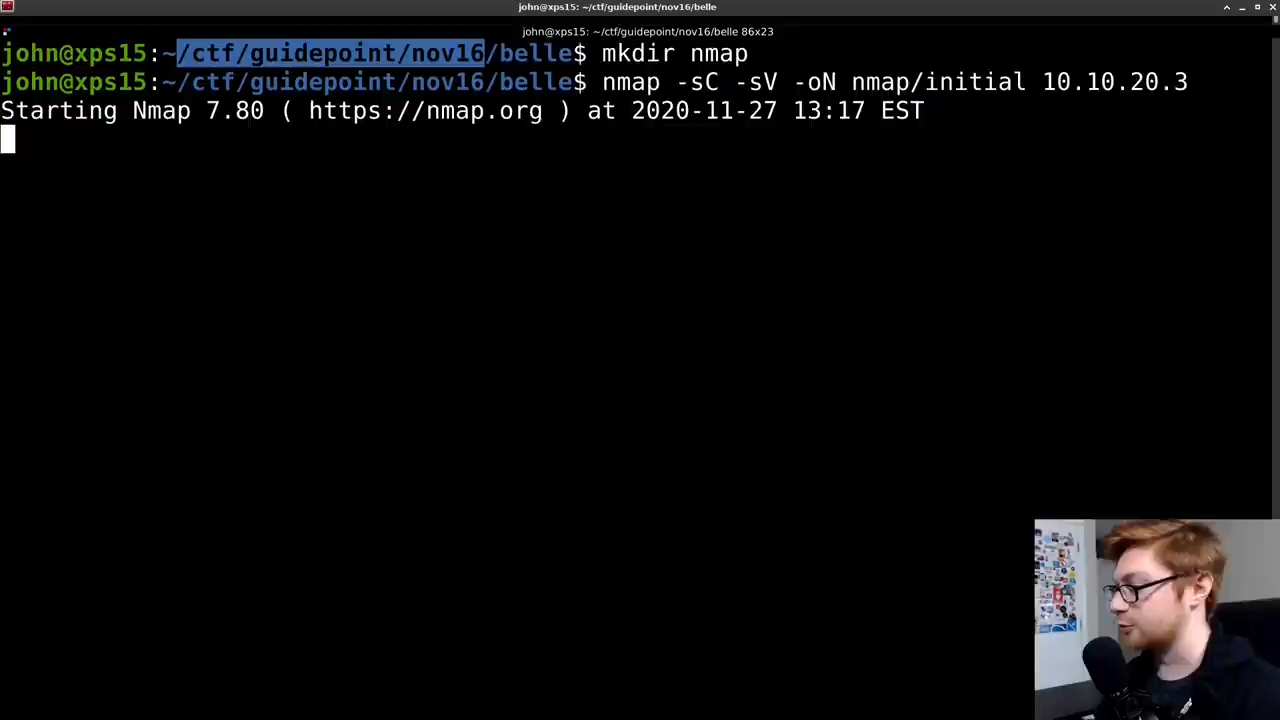 john@xps15: ~/ctf/guidepoint/nov16/belle
john@xps15: ~/ctf/guidepoint/nov16/belle 86x23
john@xps15:~/ctf/guidepoint/nov16/belle$ mkdir nmap
john@xps15:~/ctf/guidepoint/nov16/belle$ nmap -sC -sV -oN nmap/initial 10.10.20.3
Starting Nmap 7.80 ( https://nmap.org ) at 2020-11-27 13:17 EST